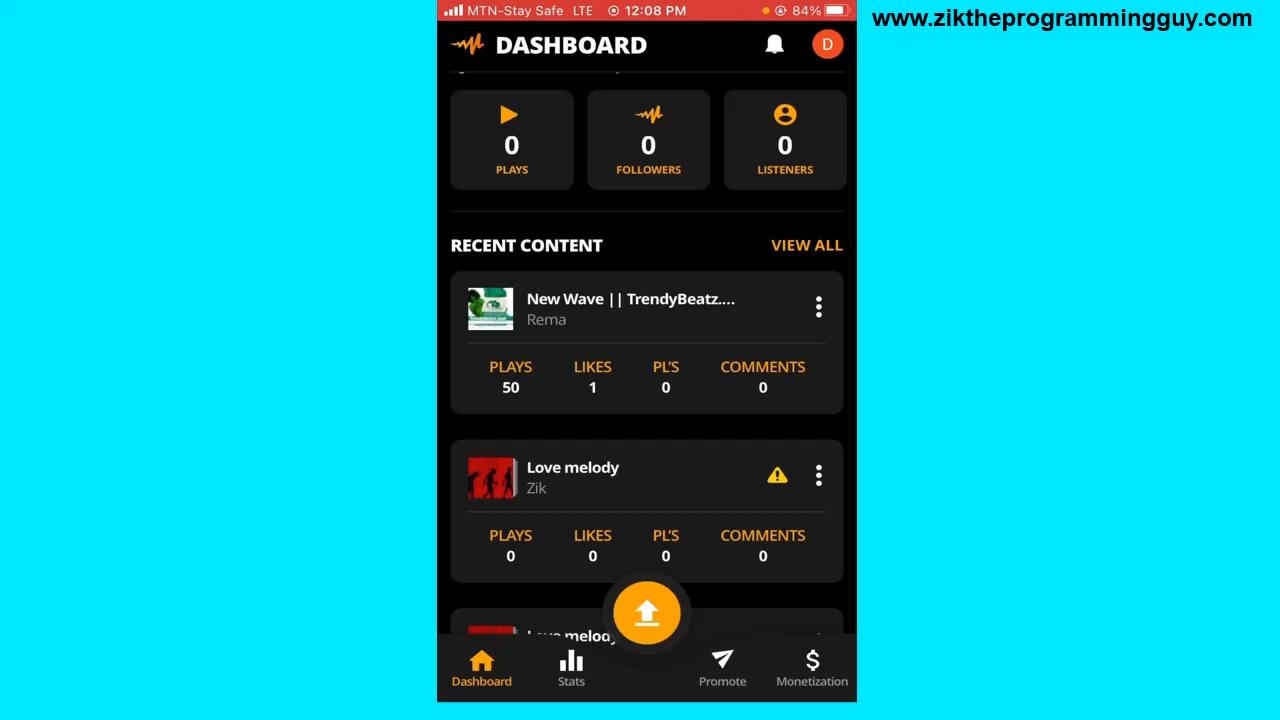 MTN-Stay Safe LTE 12:08 PM 84%
www.ziktheprogrammingguy.com
DASHBOARD
D
0 0 0
PLAYS FOLLOWERS LISTENERS
RECENT CONTENT VIEW ALL
New Wave || TrendyBeatz....
Rema
PLAYS LIKES PL'S COMMENTS
50 1 0 0
Love melody
Zik
PLAYS LIKES PL'S COMMENTS
0 0 0 0
Love melody
Dashboard Stats Promote Monetization